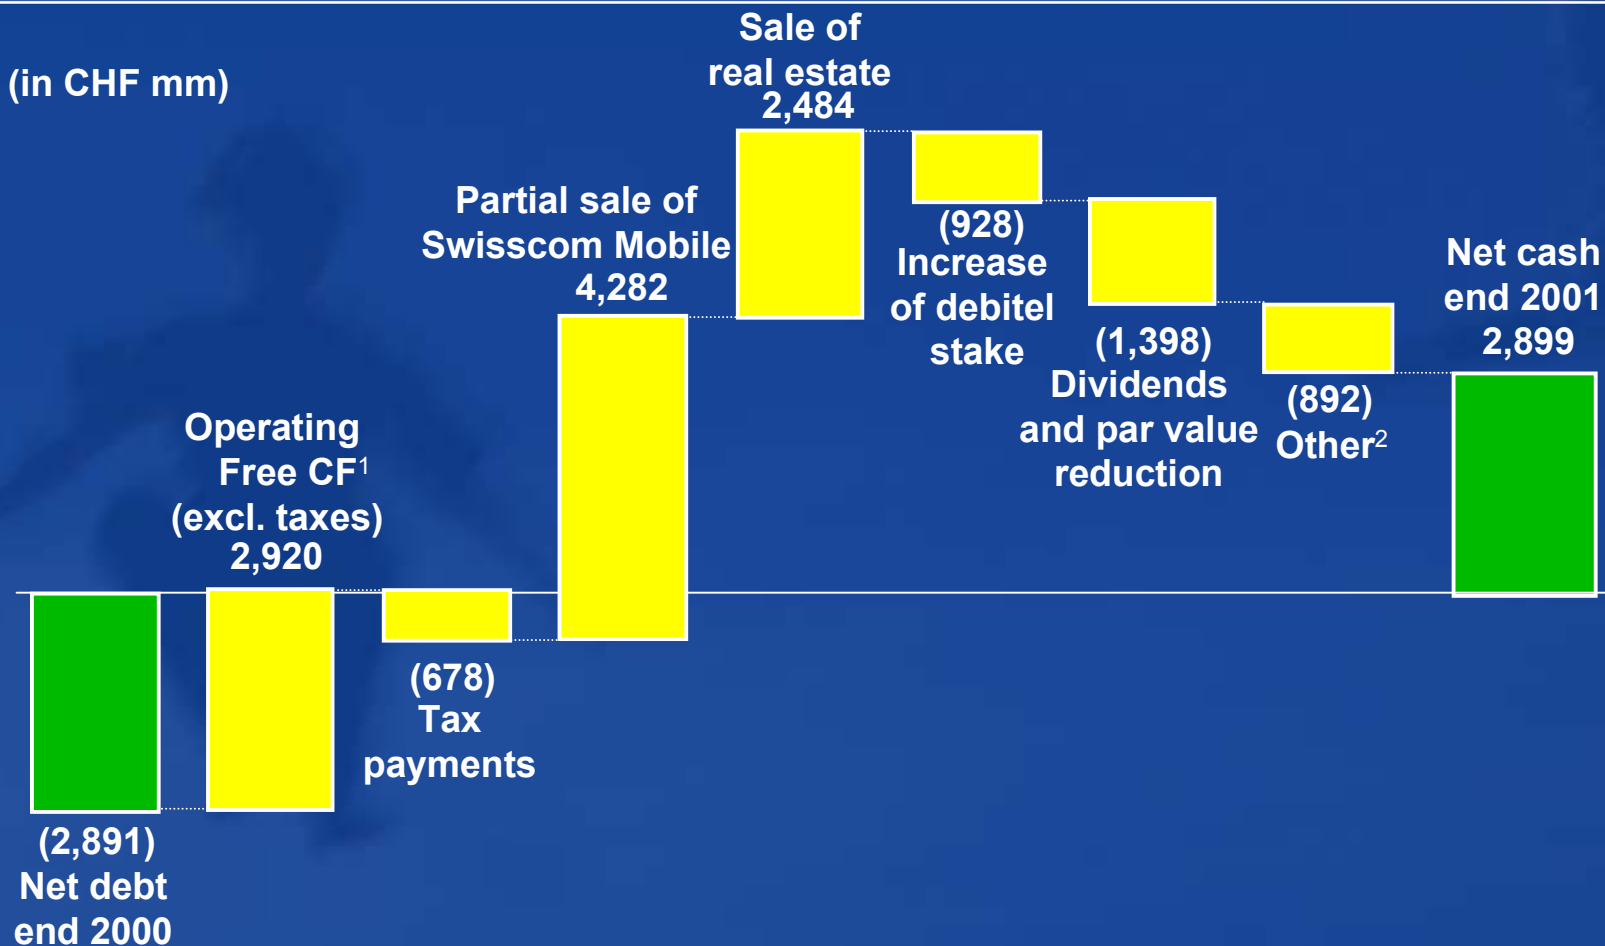 (in CHF mm)
(2,891)
Net debt
end 2000
Operating
Free CF¹
(excl. taxes)
2,920
(678)
Tax
payments
Partial sale of
Swisscom Mobile
4,282
Sale of
real estate
2,484
(928)
Increase
of debitel
stake
(1,398)
Dividends
and par value
reduction
(892)
Other²
Net cash
end 2001
2,899